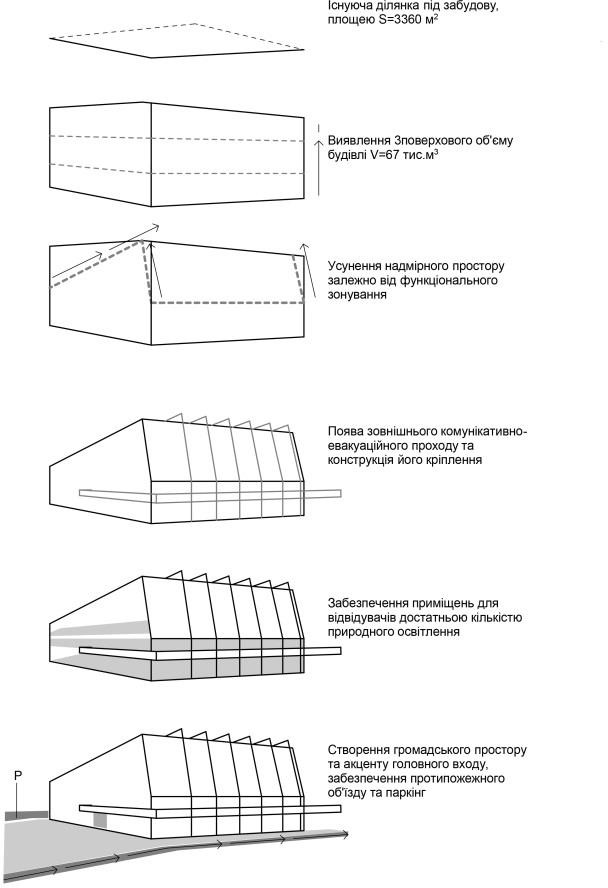 Існуюча ділянка під забудову,
площею S=3360 м²
Виявлення 3поверхового об'єму
будівлі V=67 тис.м³
Усунення надмірного простору
залежно від функціонального
зонування
Поява зовнішнього комунікативно-
евакуаційного проходу та
конструкція його кріплення
Забезпечення приміщень для
відвідувачів достатньою кількістю
природного освітлення
Створення громадського простору
та акценту головного входу,
забезпечення протипожежного
об'їзду та паркінг
P